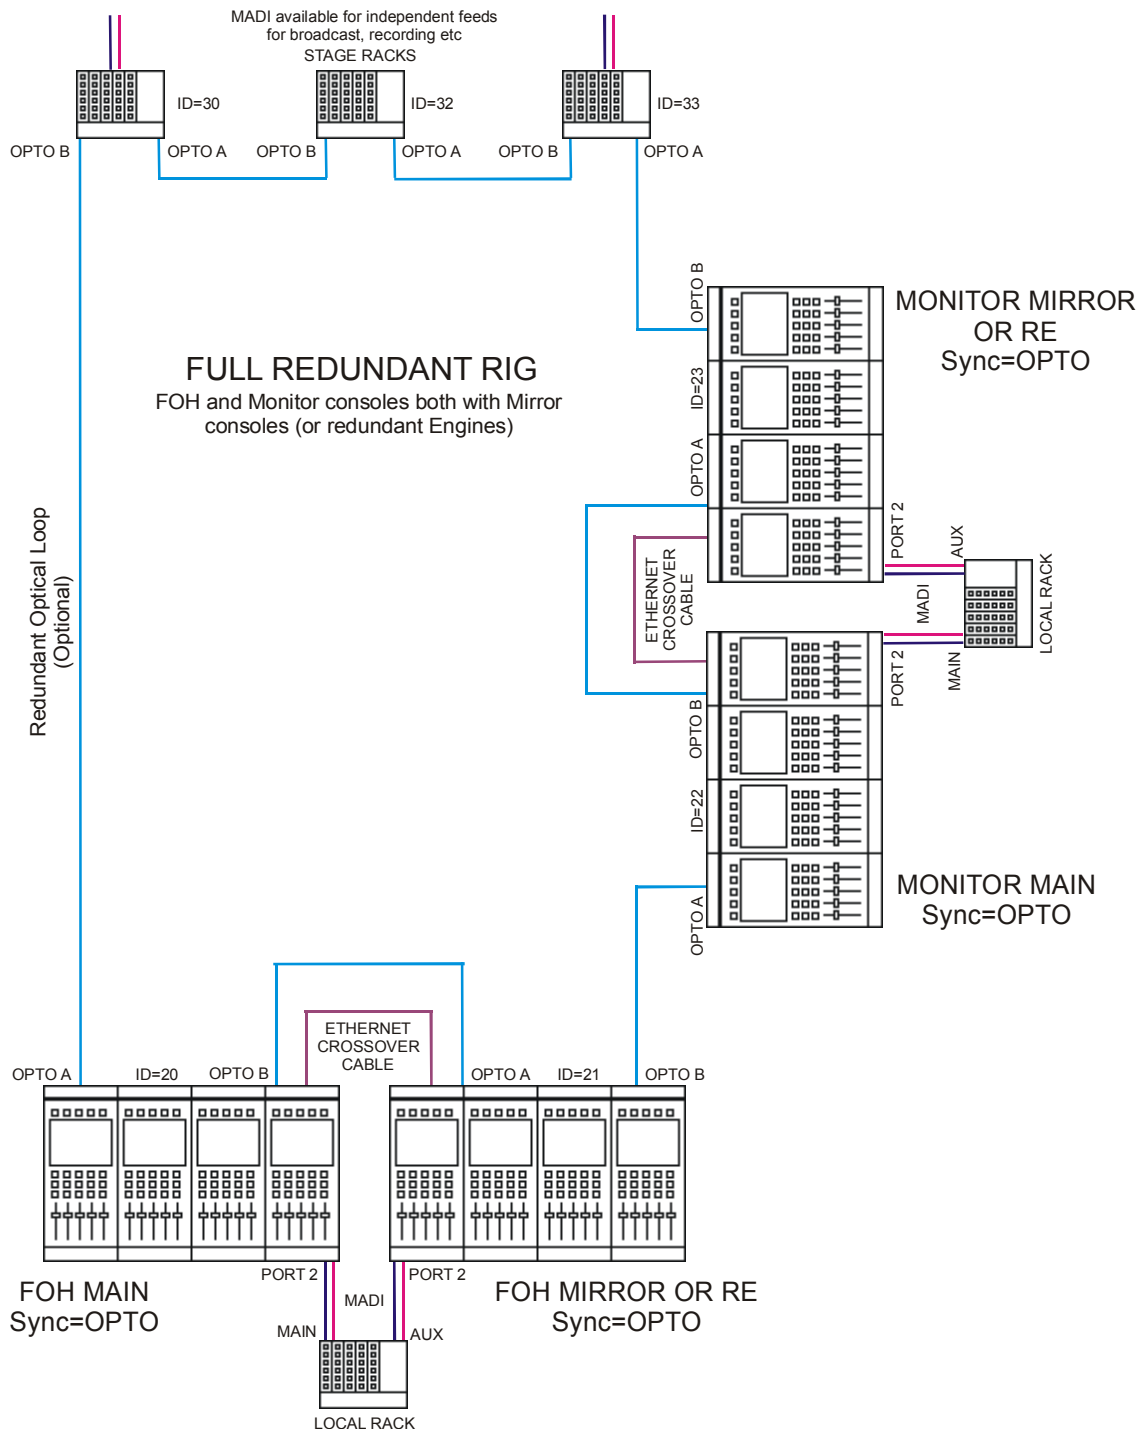 MADI available for independent feeds
for broadcast, recording etc
STAGE RACKS
ID=30
ID=32
ID=33
OPTO B
OPTO A
OPTO B
OPTO A
OPTO B
OPTO A
OPTO B
ID=23
OPTO A
MONITOR MIRROR
OR RE
Sync=OPTO
FULL REDUNDANT RIG
FOH and Monitor consoles both with Mirror
consoles (or redundant Engines)
Redundant Optical Loop
(Optional)
ETHERNET
CROSSOVER
CABLE
PORT 2
AUX
MADI
LOCAL RACK
PORT 2
MAIN
OPTO B
ID=22
OPTO A
MONITOR MAIN
Sync=OPTO
ETHERNET
CROSSOVER
CABLE
OPTO A
ID=20
OPTO B
OPTO A
ID=21
OPTO B
PORT 2
PORT 2
FOH MAIN
Sync=OPTO
MADI
FOH MIRROR OR RE
Sync=OPTO
MAIN
AUX
LOCAL RACK